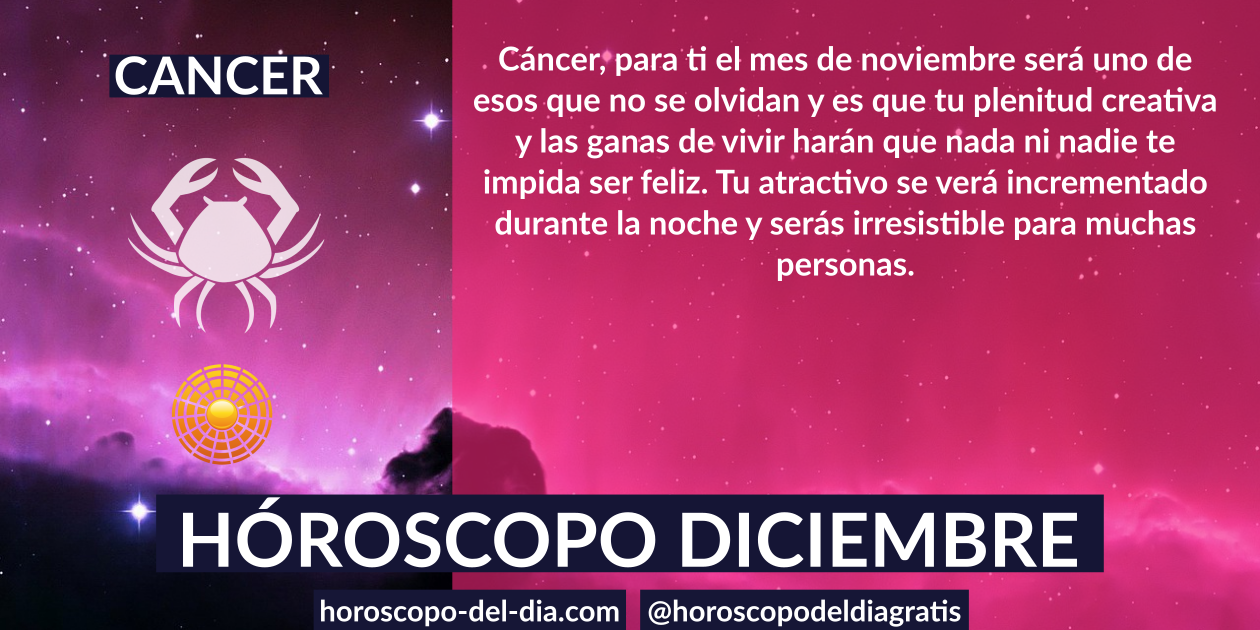 CANCER
Cáncer, para ti el mes de noviembre será uno de
esos que no se olvidan y es que tu plenitud creativa
y las ganas de vivir harán que nada ni nadie te
impida ser feliz. Tu atractivo se verá incrementado
durante la noche y serás irresistible para muchas
personas.
HÓROSCOPO DICIEMBRE
horoscopo-del-dia.com
@horoscopodeldiagratis